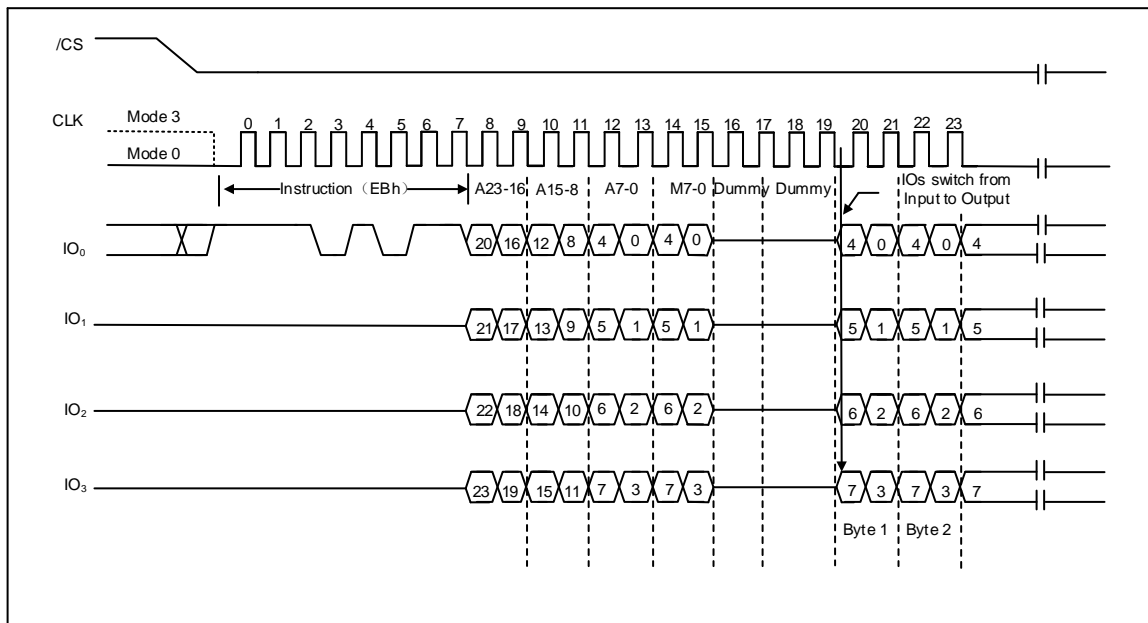 /CS
CLK Mode 3 0 1 2 3 4 5 6 7 8 9 10 11 12 13 14 15 16 17 18 19 20 21 22 23
Mode 0
Instruction（EBh） A23-16 A15-8 A7-0 M7-0 Dummy Dummy IOs switch from
Input to Output
IO0 20 16 12 8 4 0 4 0 4 0 4 0 4
IO1 21 17 13 9 5 1 5 1 5 1 5 1 5
IO2 22 18 14 10 6 2 6 2 6 2 6 2 6
IO3 23 19 15 11 7 3 7 3 7 3 7 3 7
Byte 1 Byte 2